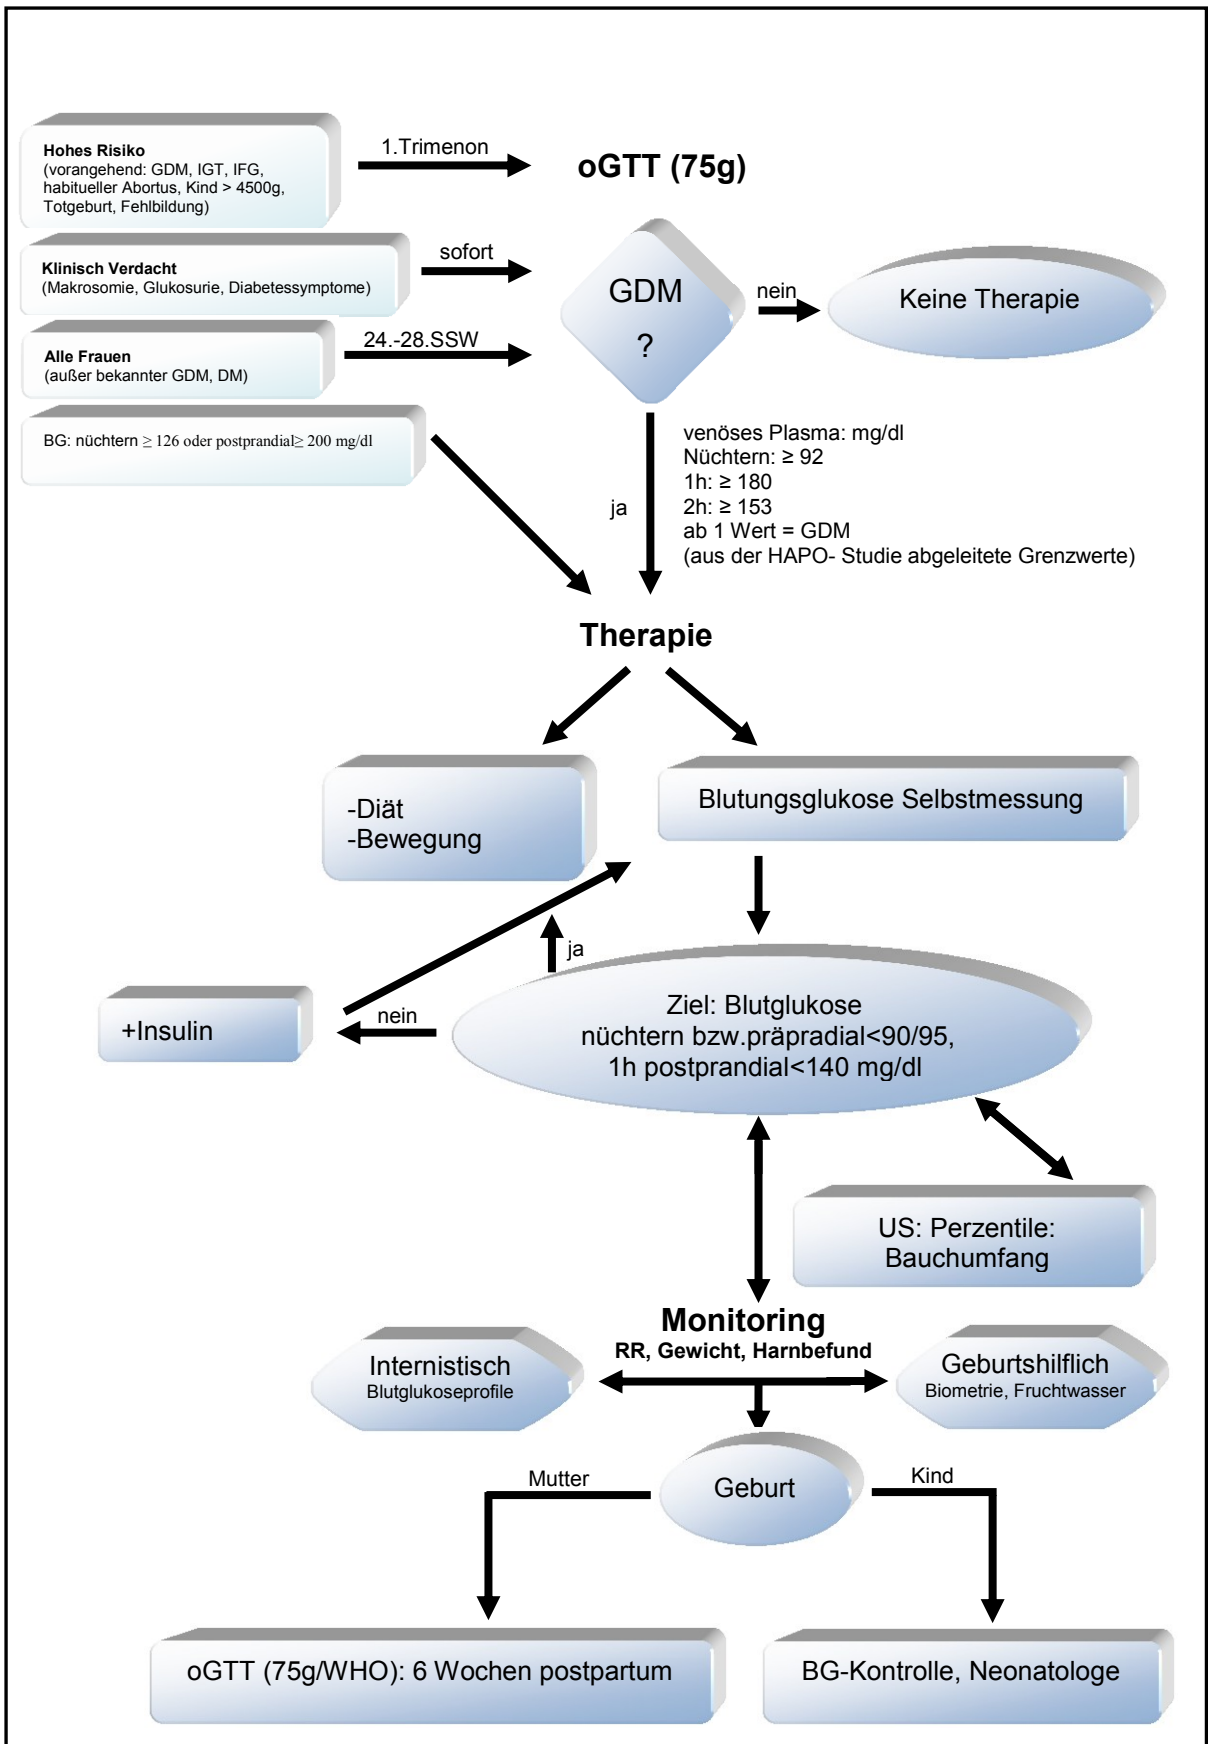 Hohes Risiko
(vorangehend: GDM, IGT, IFG,
habitueller Abortus, Kind > 4500g,
Totgeburt, Fehlbildung)
1.Trimenon
oGTT (75g)
Klinisch Verdacht
(Makrosomie, Glukosurie, Diabetessymptome)
sofort
GDM
?
nein
Keine Therapie
Alle Frauen
(außer bekannter GDM, DM)
24.-28.SSW
BG: nüchtern ≥ 126 oder postprandial≥ 200 mg/dl
ja
venöses Plasma: mg/dl
Nüchtern: ≥ 92
1h: ≥ 180
2h: ≥ 153
ab 1 Wert = GDM
(aus der HAPO- Studie abgeleitete Grenzwerte)
Therapie
-Diät
-Bewegung
Blutungsglukose Selbstmessung
ja
nein
+Insulin
Ziel: Blutglukose
nüchtern bzw.präpradial<90/95,
1h postprandial<140 mg/dl
US: Perzentile:
Bauchumfang
Monitoring
RR, Gewicht, Harnbefund
Internistisch
Blutglukoseprofile
Geburtshilflich
Biometrie, Fruchtwasser
Mutter
Geburt
Kind
oGTT (75g/WHO): 6 Wochen postpartum
BG-Kontrolle, Neonatologe